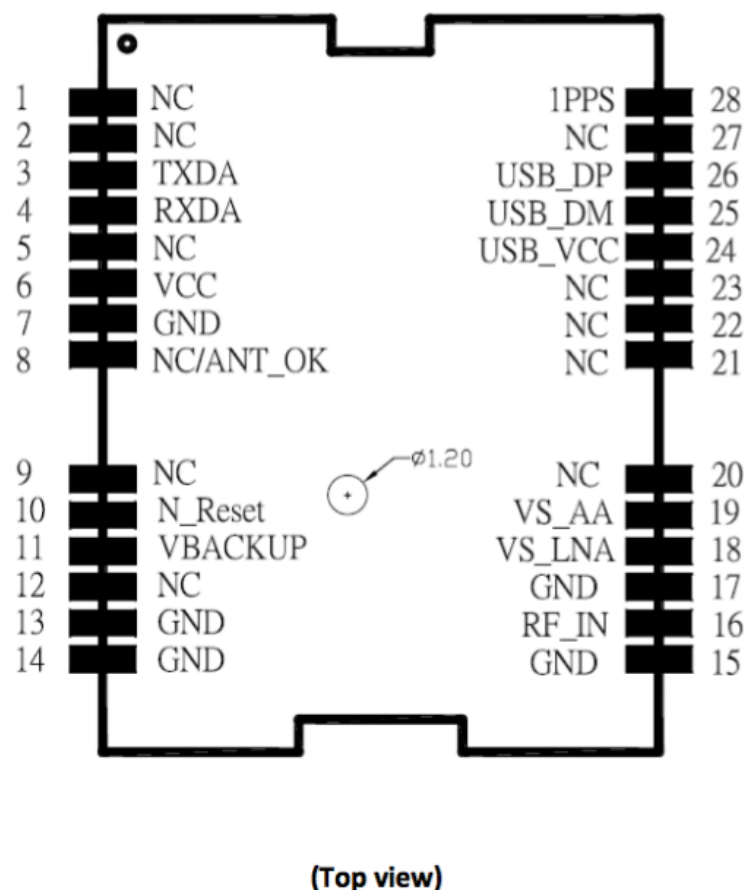 1 NC 1PPS 28
2 NC NC 27
3 TXDA USB_DP 26
4 RXDA USB_DM 25
5 NC USB_VCC 24
6 VCC NC 23
7 GND NC 22
8 NC/ANT_OK NC 21
ø1.20
9 NC NC 20
10 N_Reset VS_AA 19
11 VBACKUP VS_LNA 18
12 NC GND 17
13 GND RF_IN 16
14 GND GND 15
(Top view)